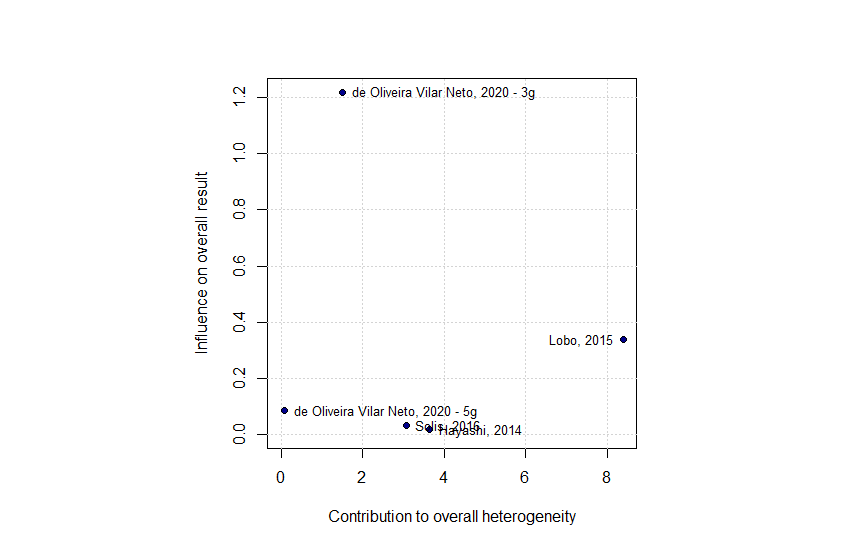 1.2
de Oliveira Vilar Neto, 2020 - 3g
1.0
0.8
Influence on overall result
0.6
0.4
Lobo, 2015
0.2
de Oliveira Vilar Neto, 2020 - 5g
Solis, 2016
Hayashi, 2014
0.0
0 2 4 6 8
Contribution to overall heterogeneity